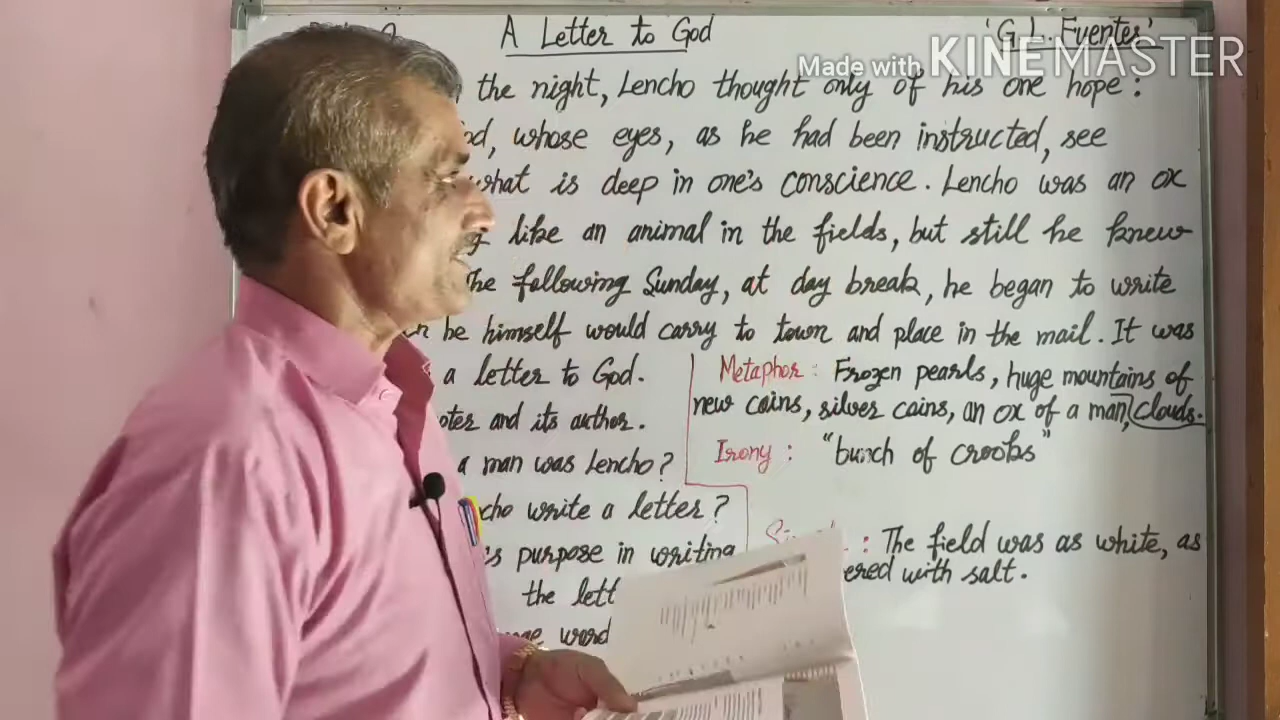 A Letter to God 'G. L. Fuentes'
Made with KINEMASTER
the night, Lencho thought only of his one hope:
whose eyes, as he had been instructed, see
what is deep in one's conscience. Lencho was an ox
like an animal in the fields, but still he knew
The following Sunday, at day break, he began to write
he himself would carry to town and place in the mail. It was
a letter to God.
and its author.
a man was Lencho?
write a letter?
purpose in writing
the
Metaphor: Frozen pearls, huge mountains of
new coins, silver coins, an ox of a man, clouds.
Irony: "bunch of crooks"
: The field was as white, as
with salt.